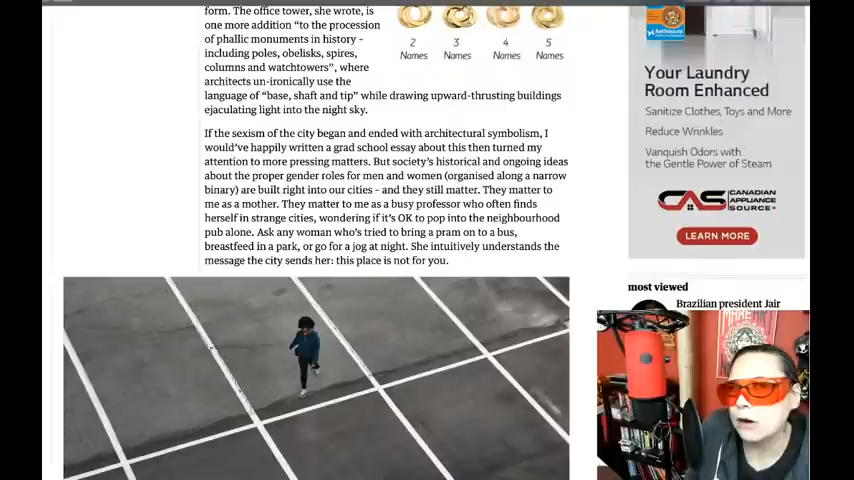 form. The office tower, she wrote, is
one more addition “to the procession
of phallic monuments in history –
including poles, obelisks, spires,
columns and watchtowers”, where
architects un-ironically use the
language of “base, shaft and tip” while drawing upward-thrusting buildings
ejaculating light into the night sky.
2 3 4 5
Names Names Names Names
If the sexism of the city began and ended with architectural symbolism, I
would’ve happily written a grad school essay about this then turned my
attention to more pressing matters. But society’s historical and ongoing ideas
about the proper gender roles for men and women (organised along a narrow
binary) are built right into our cities – and they still matter. They matter to
me as a mother. They matter to me as a busy professor who often finds
herself in strange cities, wondering if it’s OK to pop into the neighbourhood
pub alone. Ask any woman who’s tried to bring a pram on to a bus,
breastfeed in a park, or go for a jog at night. She intuitively understands the
message the city sends her: this place is not for you.
Your Laundry
Room Enhanced
Sanitize Clothes, Toys and More
Reduce Wrinkles
Vanquish Odors with
the Gentle Power of Steam
CAS
CANADIAN
APPLIANCE
SOURCE
LEARN MORE
most viewed
Brazilian president Jair
MAKE